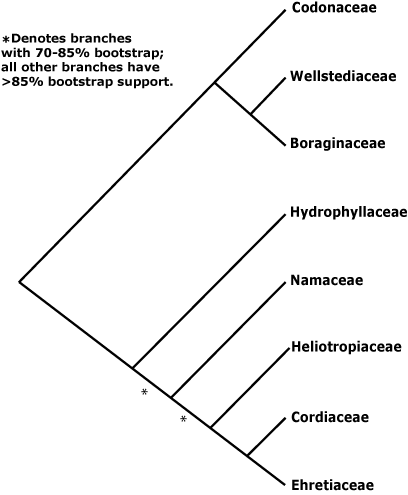 Codonaceae
*Denotes branches
with 70-85% bootstrap;
all other branches have
>85% bootstrap support.
Wellstediaceae
Boraginaceae
Hydrophyllaceae
Namaceae
Heliotropiaceae
*
*
Cordiaceae
Ehretiaceae